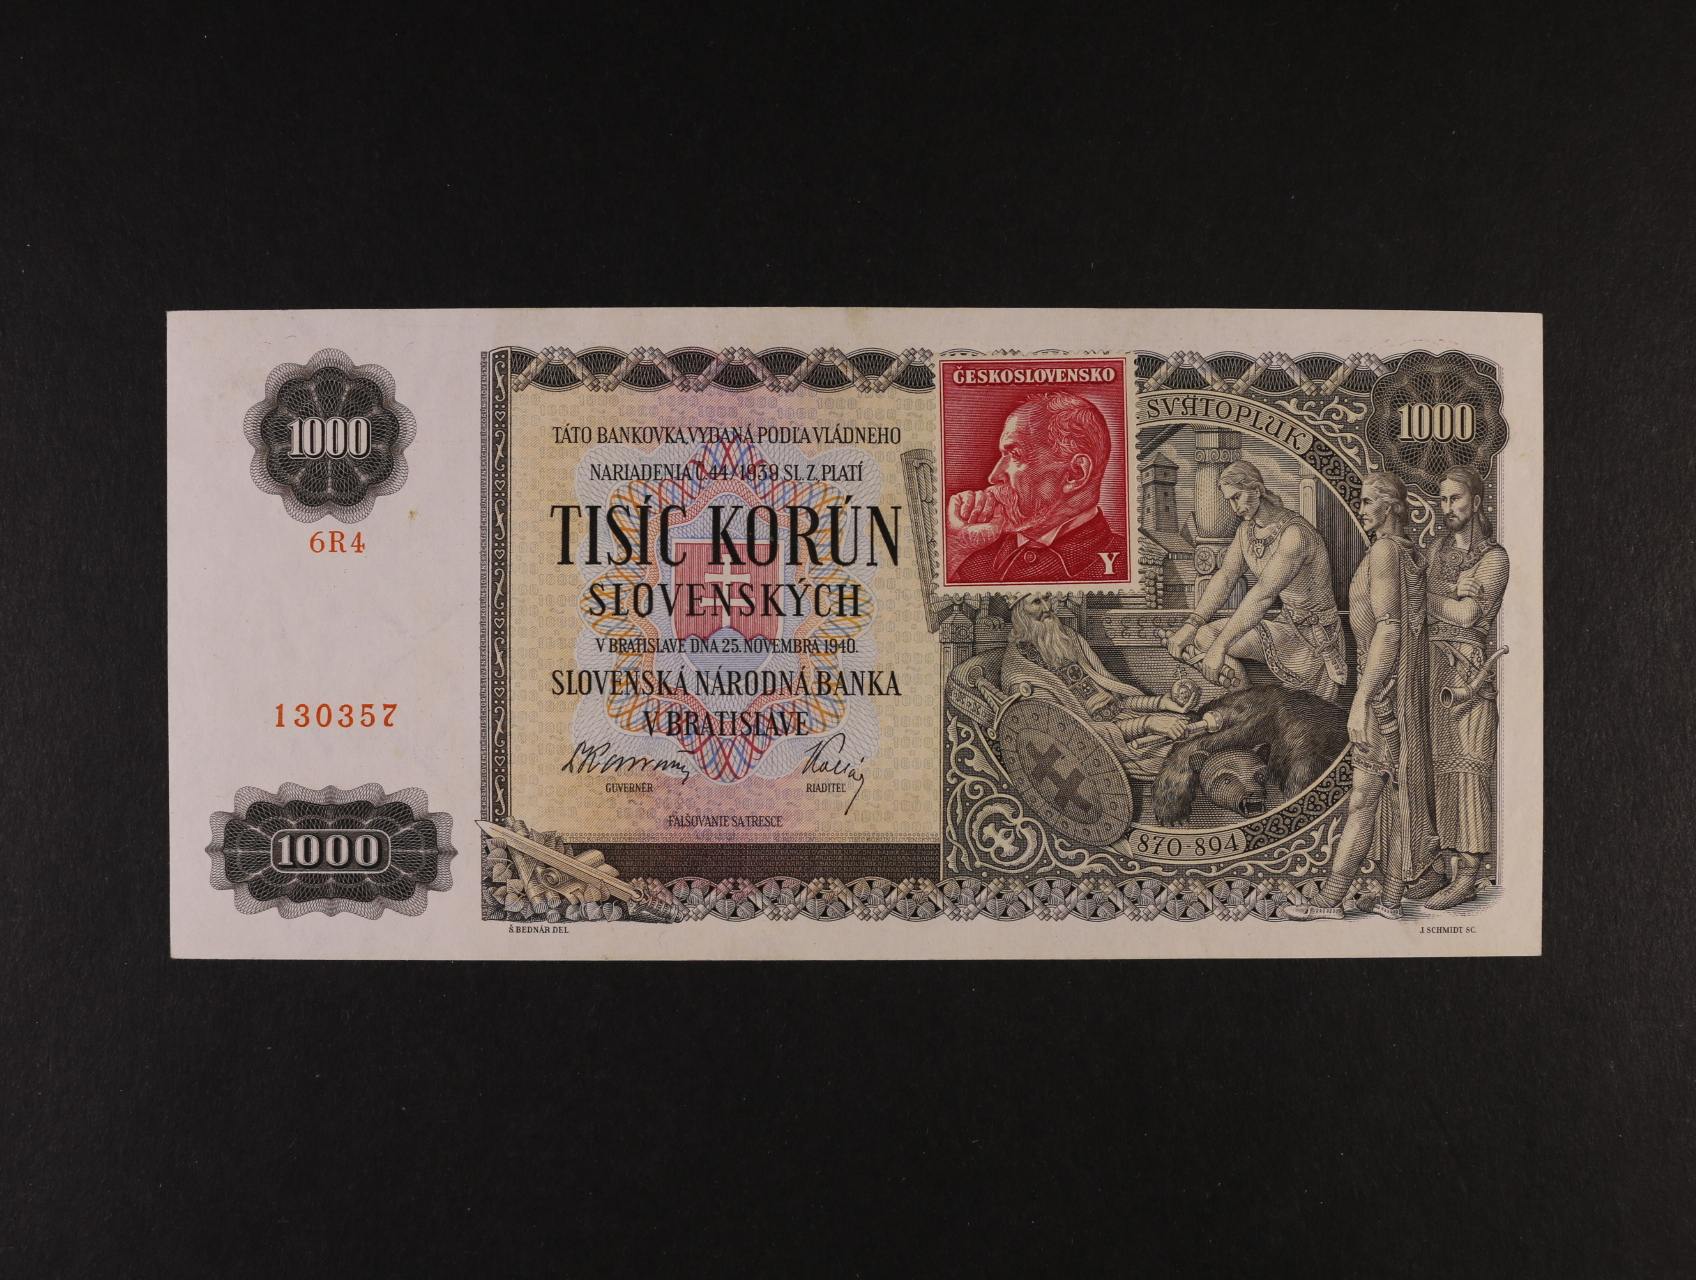 1000
6R4
130357
1000
TÁTO BANKOVKA, VYDANÁ PODĽA VLÁDNEHO
NARIADENIA Č. 44/1939 SL. Z. PLATÍ
TISÍC KORÚN
SLOVENSKÝCH
V BRATISLAVE DŇA 25. NOVEMBRA 1940.
SLOVENSKÁ NÁRODNÁ BANKA
V BRATISLAVE
GUVERNÉR
RIADITEĽ
FALŠOVANIE SA TRESCE
Š. BEDNÁR DEL.
ČESKOSLOVENSKO
Y
SVÄTOPLUK
1000
870-894
J. SCHMIDT SC.